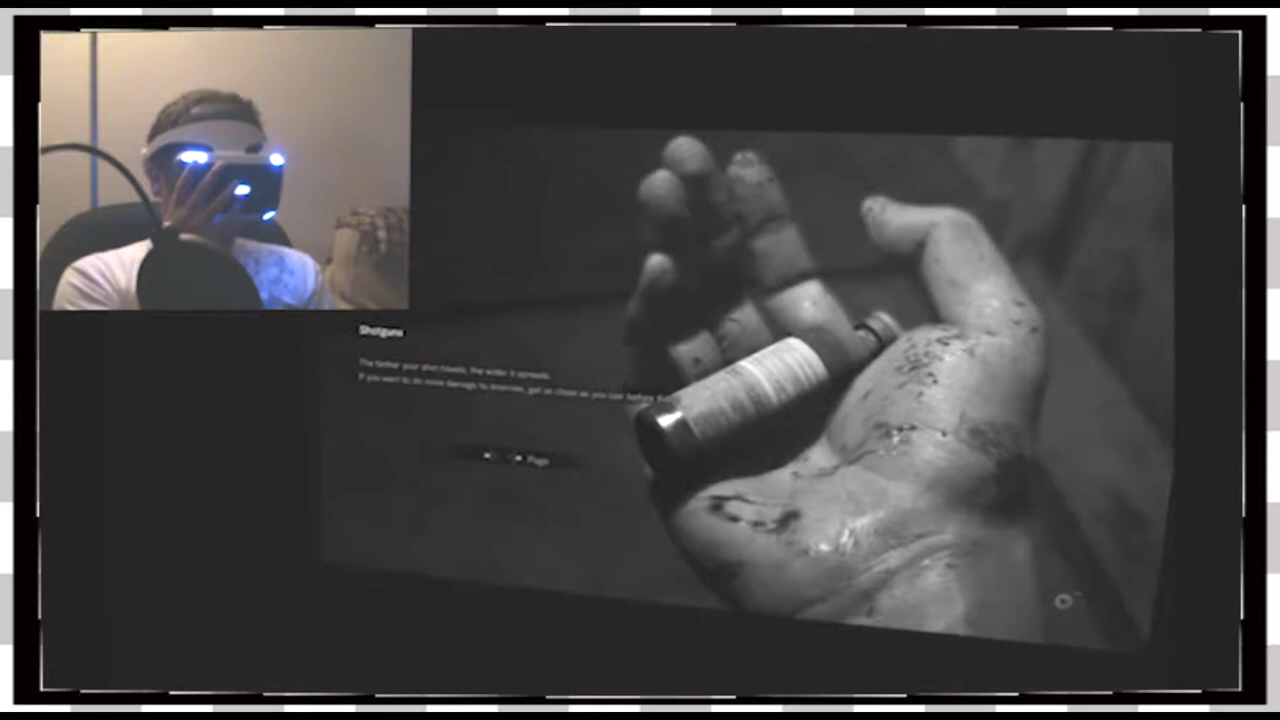 Shotguns
The farther your shot travels, the wider it spreads.
If you want to do more damage to enemies, get as close as you can before
Page